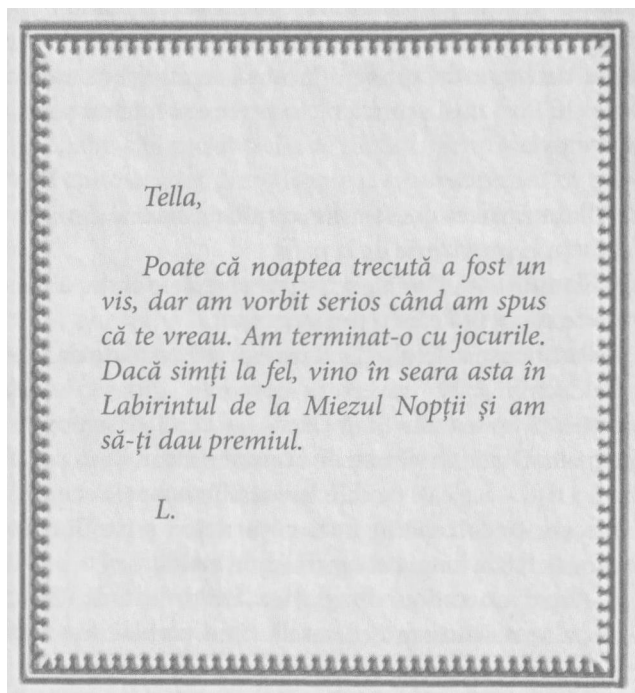 Tella,
Poate că noaptea trecută a fost un
vis, dar am vorbit serios când am spus
că te vreau. Am terminat-o cu jocurile.
Dacă simți la fel, vino în seara asta în
Labirintul de la Miezul Nopții și am
să-ți dau premiul.
L.